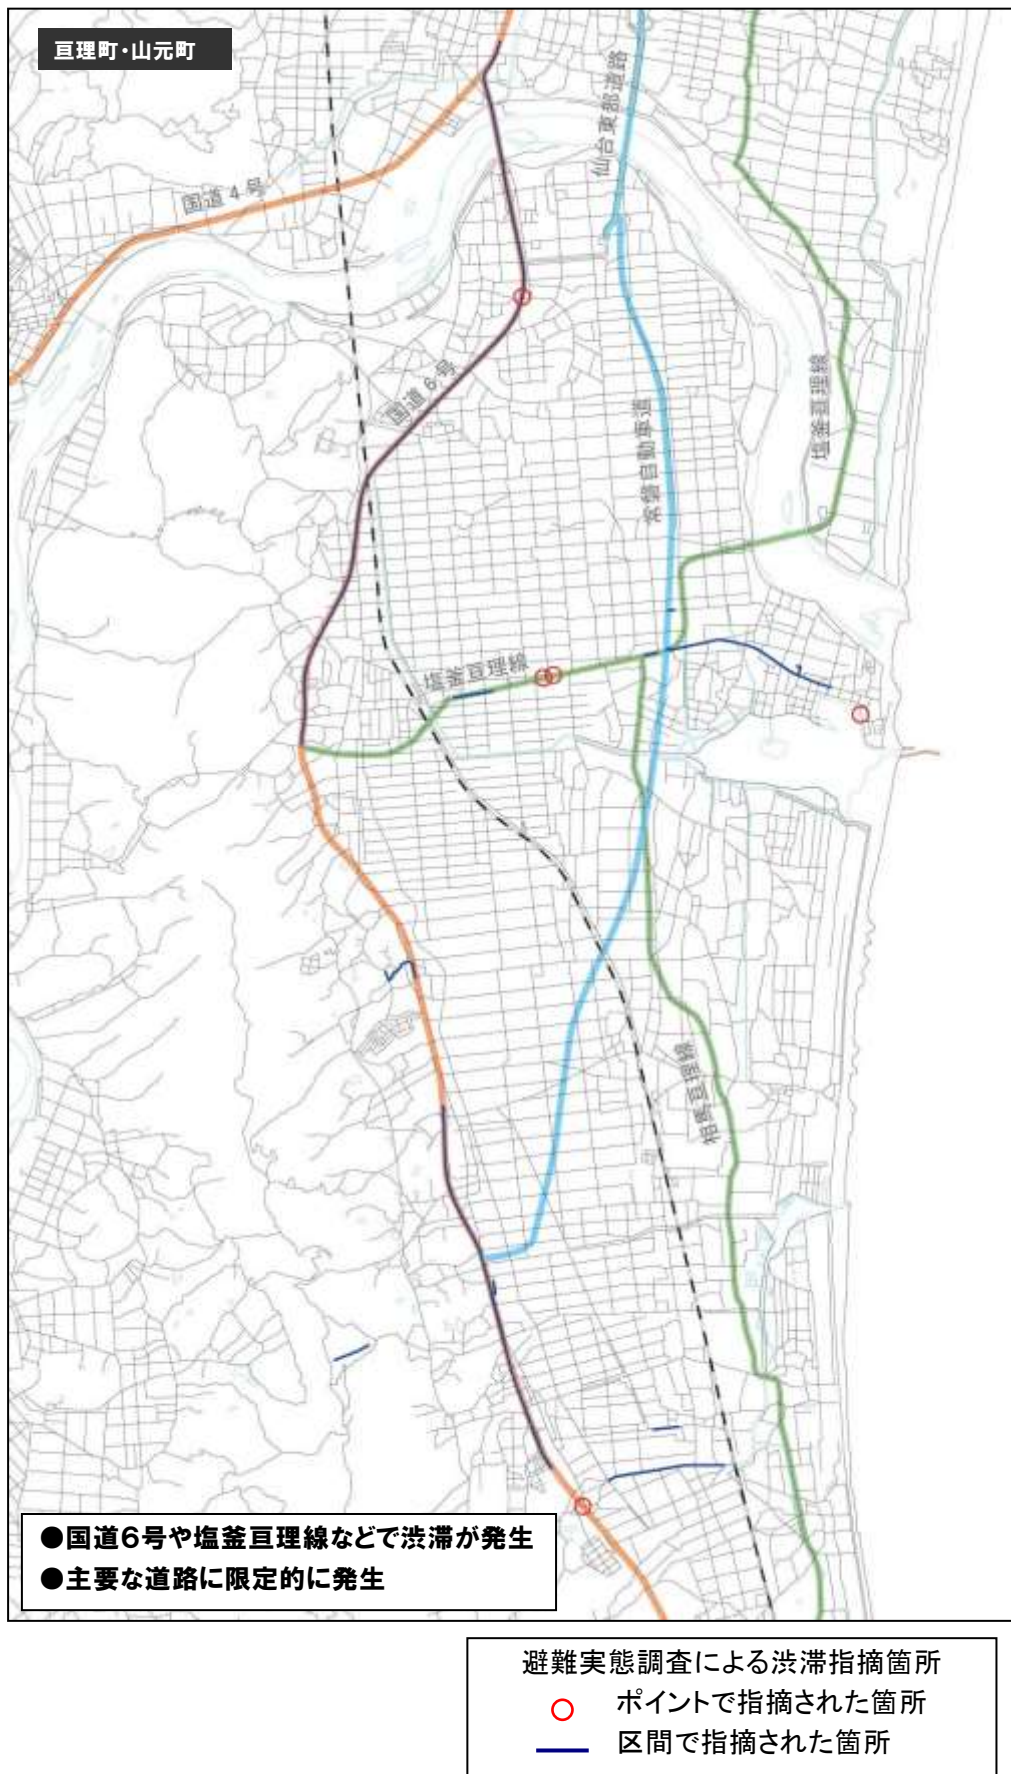 亘理町・山元町
仙台東部道路
国道４号
国道６号
塩釜亘理線
常磐自動車道
塩釜亘理線
相馬亘理線
●国道６号や塩釜亘理線などで渋滞が発生
●主要な道路に限定的に発生
避難実態調査による渋滞指摘箇所
ポイントで指摘された箇所
区間で指摘された箇所